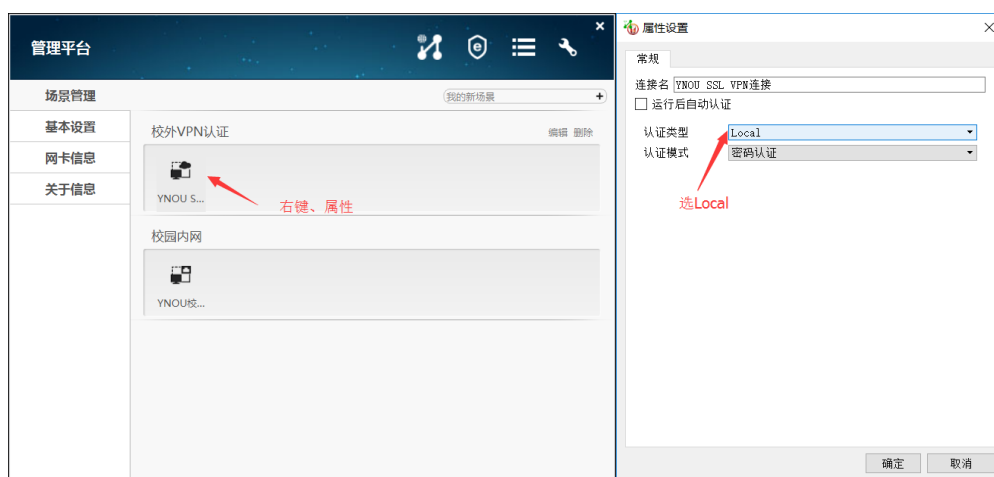 管理平台
场景管理
我的新场景 +
基本设置
网卡信息
关于信息
校外VPN认证
编辑 删除
YNOU S...
右键、属性
校园内网
YNOU校...
属性设置
常规
连接名 YNOU SSL VPN连接
运行后自动认证
认证类型 Local
认证模式 密码认证
选Local
确定 取消